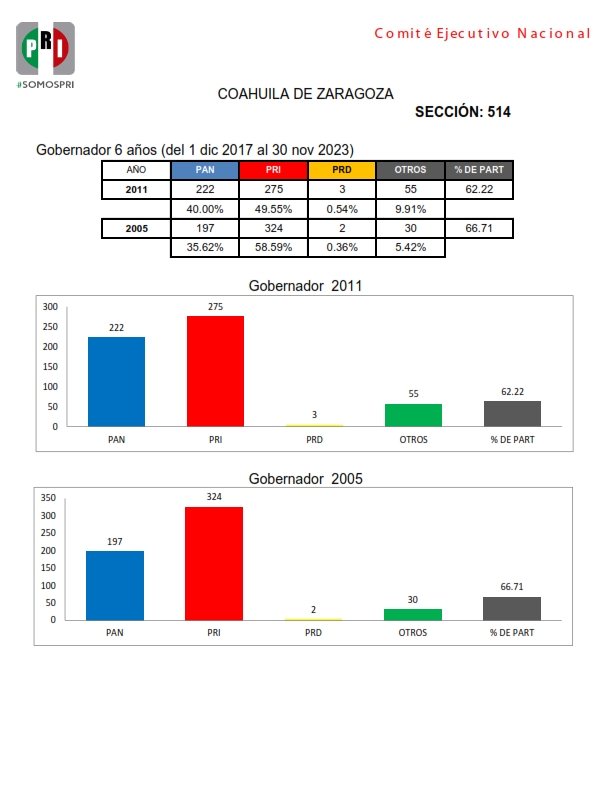 Comité Ejecutivo Nacional
PRI
#SOMOSPRI
COAHUILA DE ZARAGOZA
SECCIÓN: 514
Gobernador 6 años (del 1 dic 2017 al 30 nov 2023)
AÑO PAN PRI PRD OTROS % DE PART
2011 222 275 3 55 62.22
40.00% 49.55% 0.54% 9.91%
2005 197 324 2 30 66.71
35.62% 58.59% 0.36% 5.42%
Gobernador 2011
300
250
200
150
100
50
0
222
275
3
55
62.22
PAN PRI PRD OTROS % DE PART
Gobernador 2005
350
300
250
200
150
100
50
0
197
324
2
30
66.71
PAN PRI PRD OTROS % DE PART